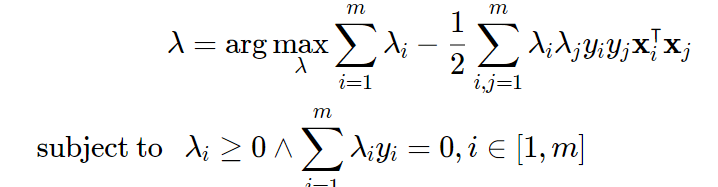 λ = arg max_λ ∑_{i=1}^{m} λ_i − 1/2 ∑_{i,j=1}^{m} λ_i λ_j y_i y_j 𝐱_i^⊺ 𝐱_j
subject to λ_i ≥ 0 ∧ ∑_{i=1}^{m} λ_i y_i = 0, i ∈ [1, m]